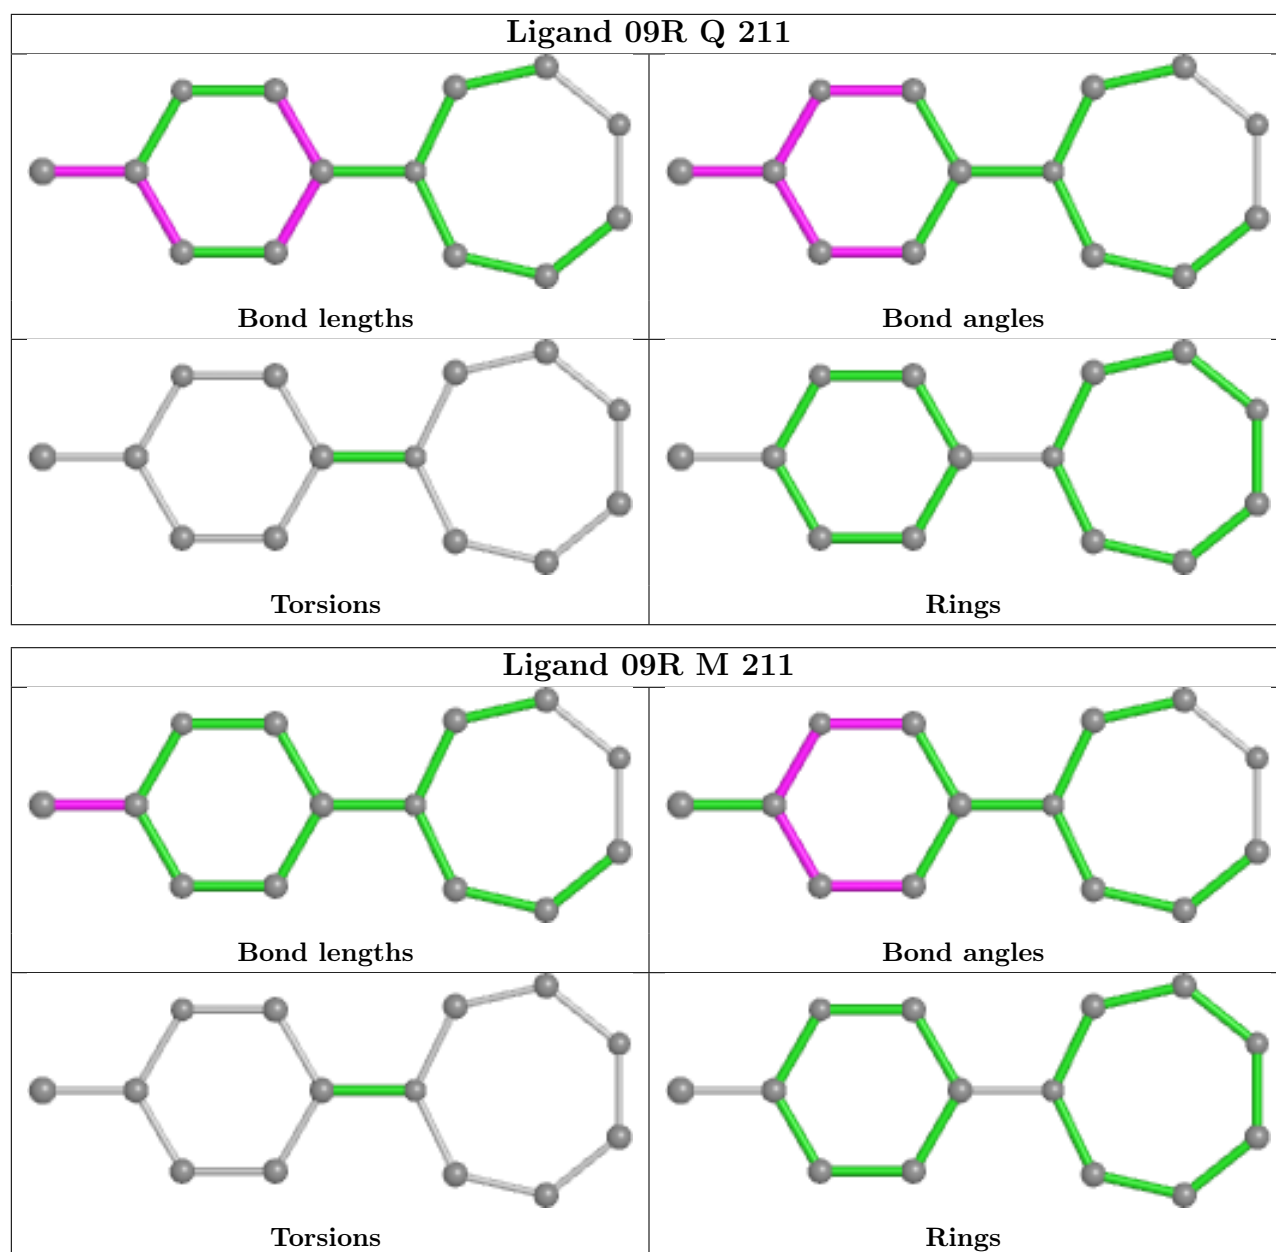 Ligand 09R Q 211
Bond lengths
Bond angles
Torsions
Rings
Ligand 09R M 211
Bond lengths
Bond angles
Torsions
Rings